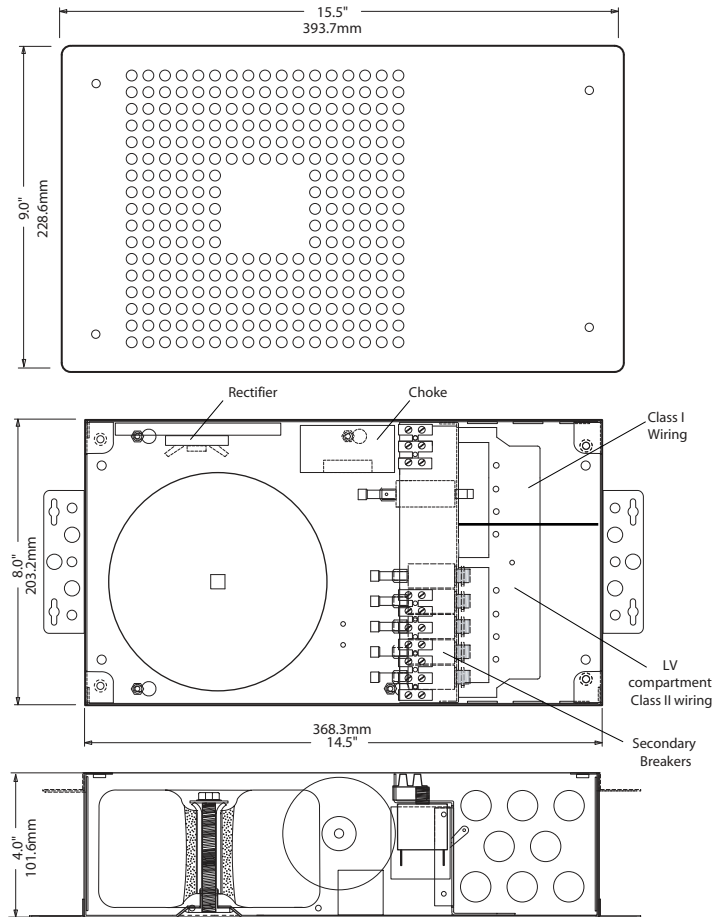 15.5"
393.7mm
9.0"
228.6mm
Rectifier
Choke
Class I
Wiring
8.0"
203.2mm
LV
compartment
Class II wiring
368.3mm
14.5"
Secondary
Breakers
4.0"
101.6mm